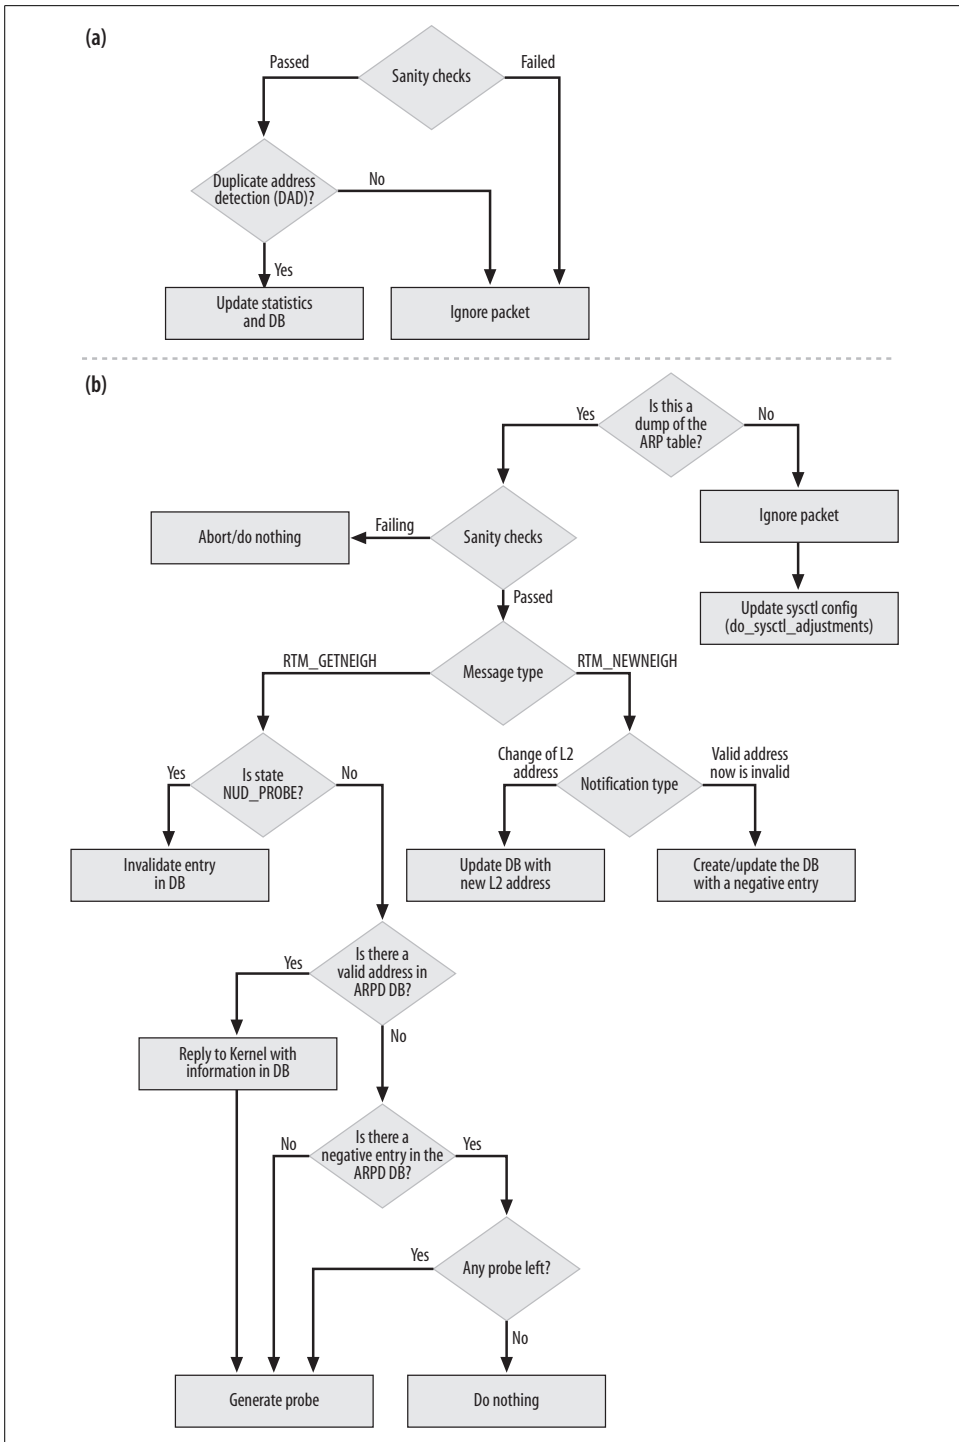 (a)
Passed
Sanity checks
Failed
Duplicate address
detection (DAD)?
No
Yes
Update statistics
and DB
Ignore packet
(b)
Yes
Is this a
dump of the
ARP table?
No
Abort/do nothing
Failing
Sanity checks
Ignore packet
Passed
Update sysctl config
(do_sysctl_adjustments)
RTM_GETNEIGH
Message type
RTM_NEWNEIGH
Yes
Is state
NUD_PROBE?
No
Change of L2
address
Notification type
Valid address
now is invalid
Invalidate entry
in DB
Update DB with
new L2 address
Create/update the DB
with a negative entry
Yes
Is there a
valid address in
ARPD DB?
No
Reply to Kernel with
information in DB
No
Is there a
negative entry in the
ARPD DB?
Yes
Yes
Any probe left?
No
Generate probe
Do nothing